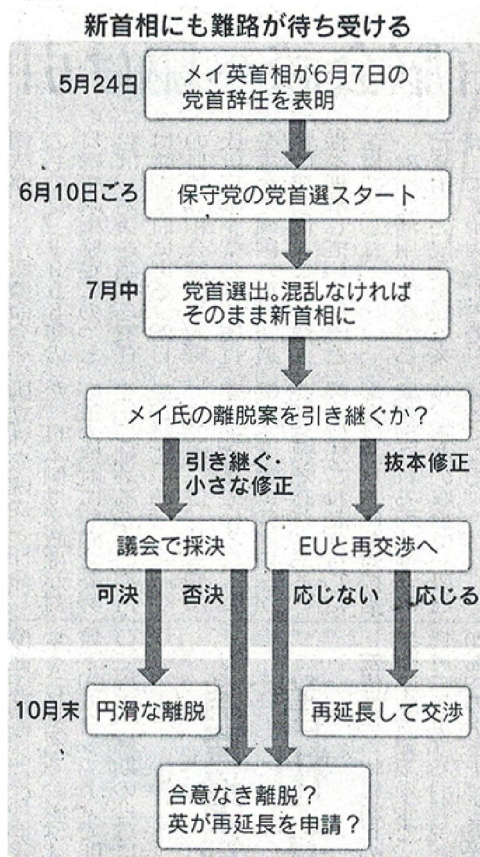 新首相にも難路が待ち受ける
5月24日
メイ英首相が6月7日の
党首辞任を表明
6月10日ごろ
保守党の党首選スタート
7月中
党首選出。混乱なければ
そのまま新首相に
メイ氏の離脱案を引き継ぐか？
引き継ぐ・
小さな修正
抜本修正
議会で採決
EUと再交渉へ
可決
否決
応じない
応じる
10月末
円滑な離脱
再延長して交渉
合意なき離脱？
英が再延長を申請？